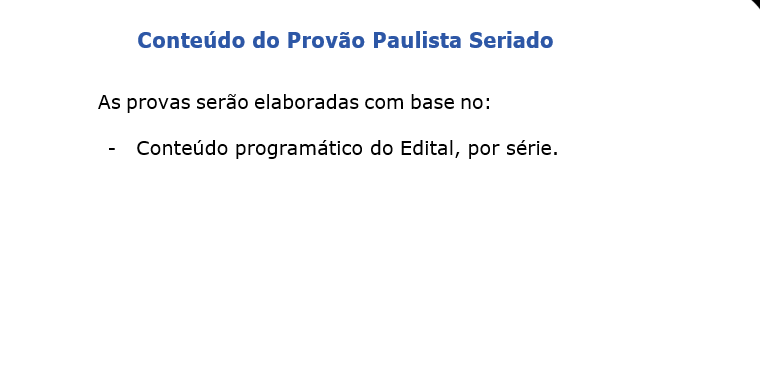 Conteúdo do Provão Paulista Seriado
As provas serão elaboradas com base no:
- Conteúdo programático do Edital, por série.